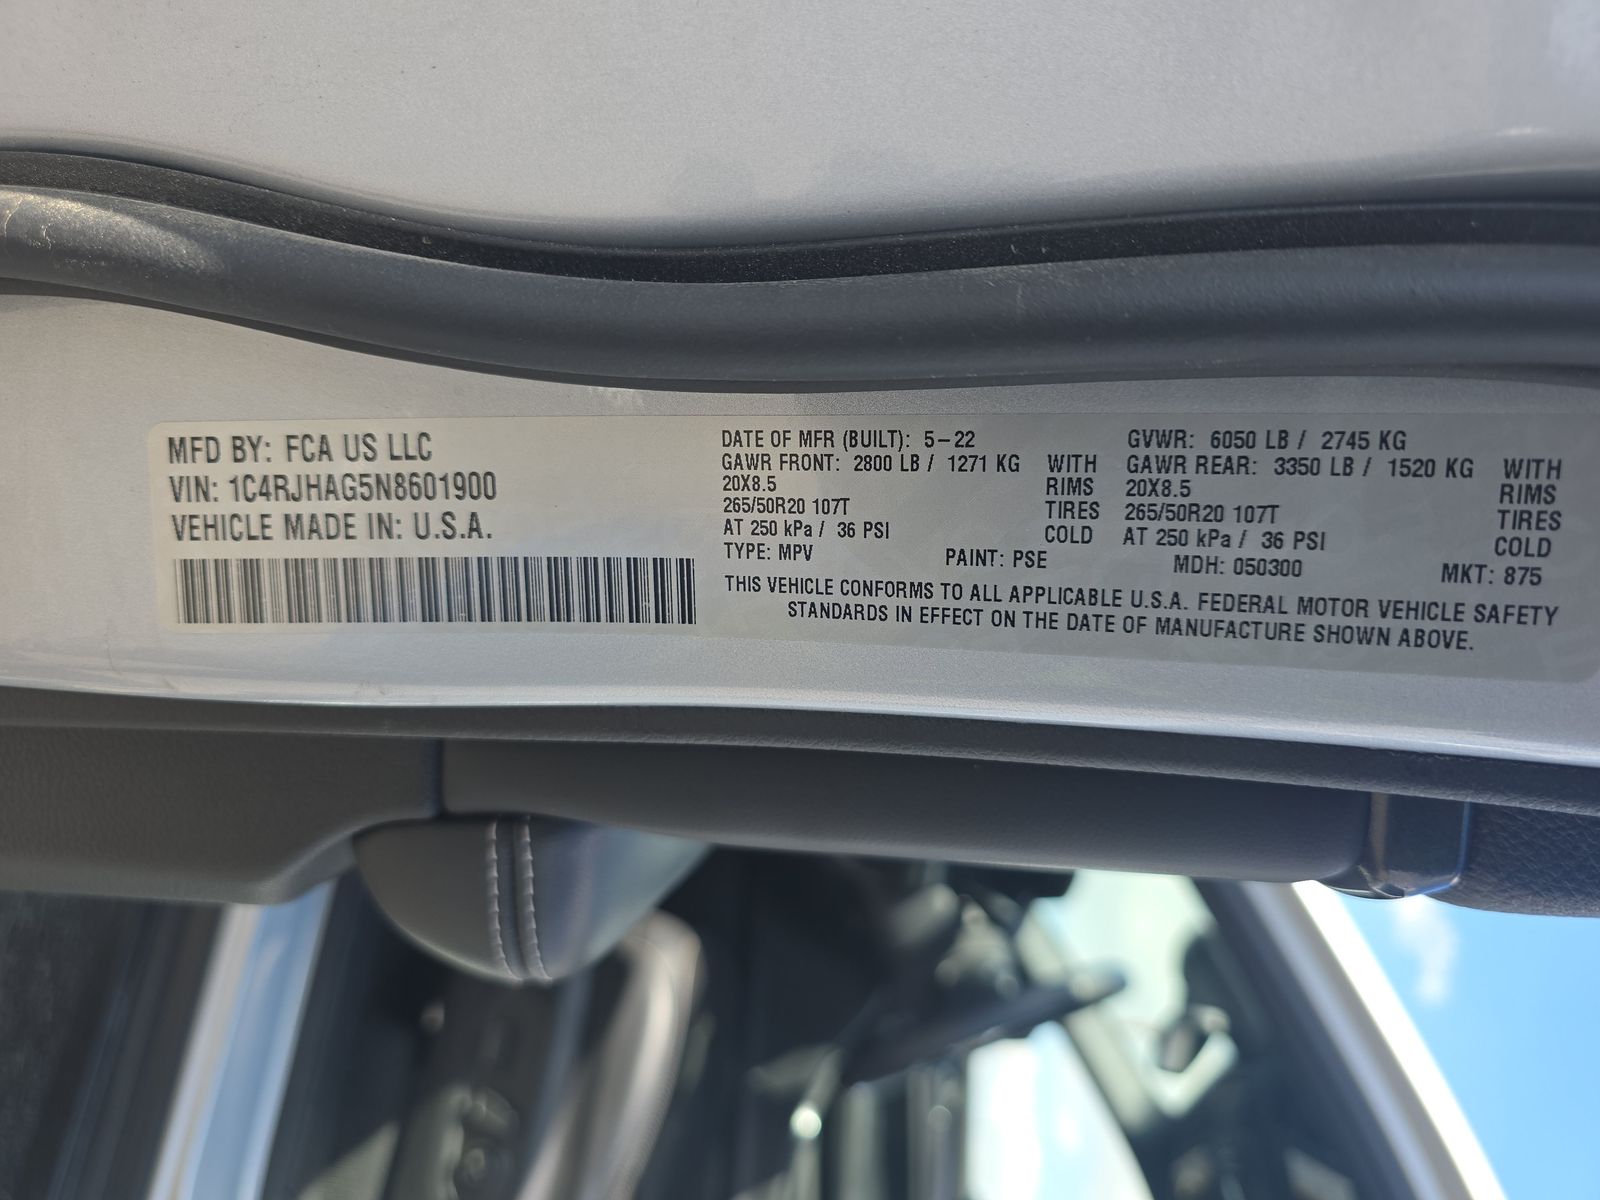 MFD BY: FCA US LLC
VIN: 1C4RJHAG5N8601900
VEHICLE MADE IN: U.S.A.
DATE OF MFR (BUILT): 5-22
GAWR FRONT: 2800 LB / 1271 KG WITH
20X8.5 RIMS
265/50R20 107T TIRES
AT 250 kPa / 36 PSI COLD
GVWR: 6050 LB / 2745 KG
GAWR REAR: 3350 LB / 1520 KG WITH
20X8.5 RIMS
265/50R20 107T TIRES
AT 250 kPa / 36 PSI COLD
TYPE: MPV PAINT: PSE MDH: 050300 MKT: 875
THIS VEHICLE CONFORMS TO ALL APPLICABLE U.S.A. FEDERAL MOTOR VEHICLE SAFETY
STANDARDS IN EFFECT ON THE DATE OF MANUFACTURE SHOWN ABOVE.